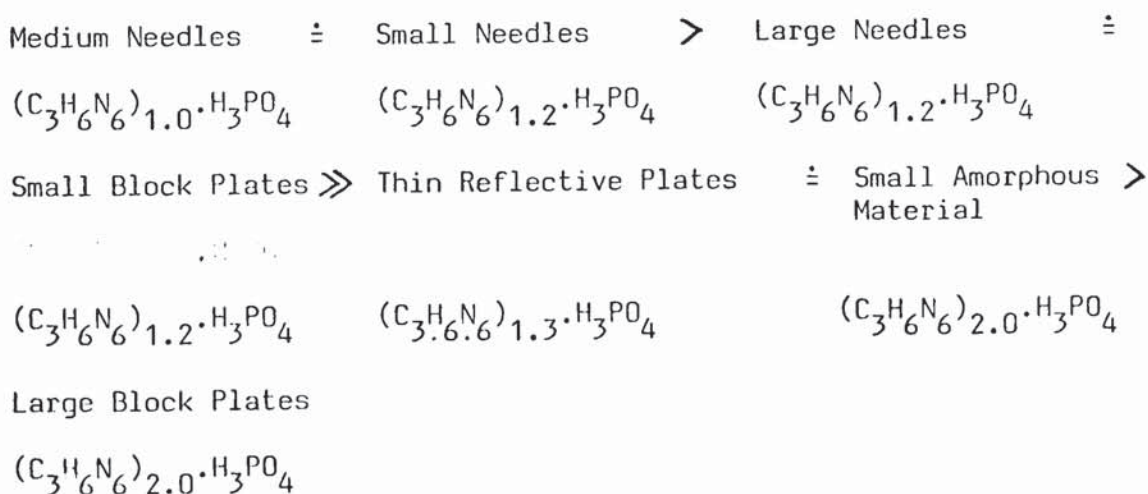 Medium Needles ≐ Small Needles > Large Needles ≐
(C₃H₆N₆)₁.₀.H₃PO₄ (C₃H₆N₆)₁.₂.H₃PO₄ (C₃H₆N₆)₁.₂.H₃PO₄
Small Block Plates ≫ Thin Reflective Plates ≐ Small Amorphous >
Material
(C₃H₆N₆)₁.₂.H₃PO₄ (C₃.₆N.₆)₁.₃.H₃PO₄ (C₃H₆N₆)₂.₀.H₃PO₄
Large Block Plates
(C₃H₆N₆)₂.₀.H₃PO₄